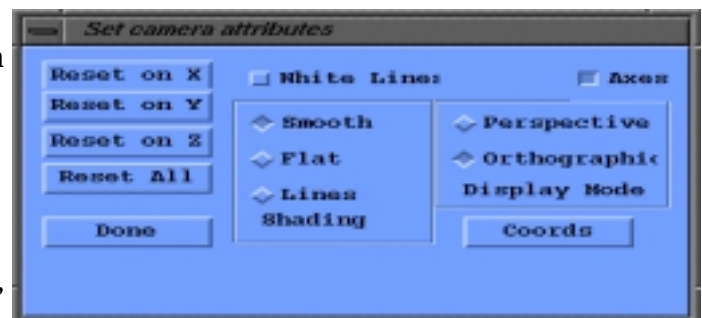 Set camera attributes
Reset on X
Reset on Y
Reset on Z
Reset All
Done
White Lines
Axes
Smooth
Flat
Lines
Shading
Perspective
Orthographic
Display Mode
Coords